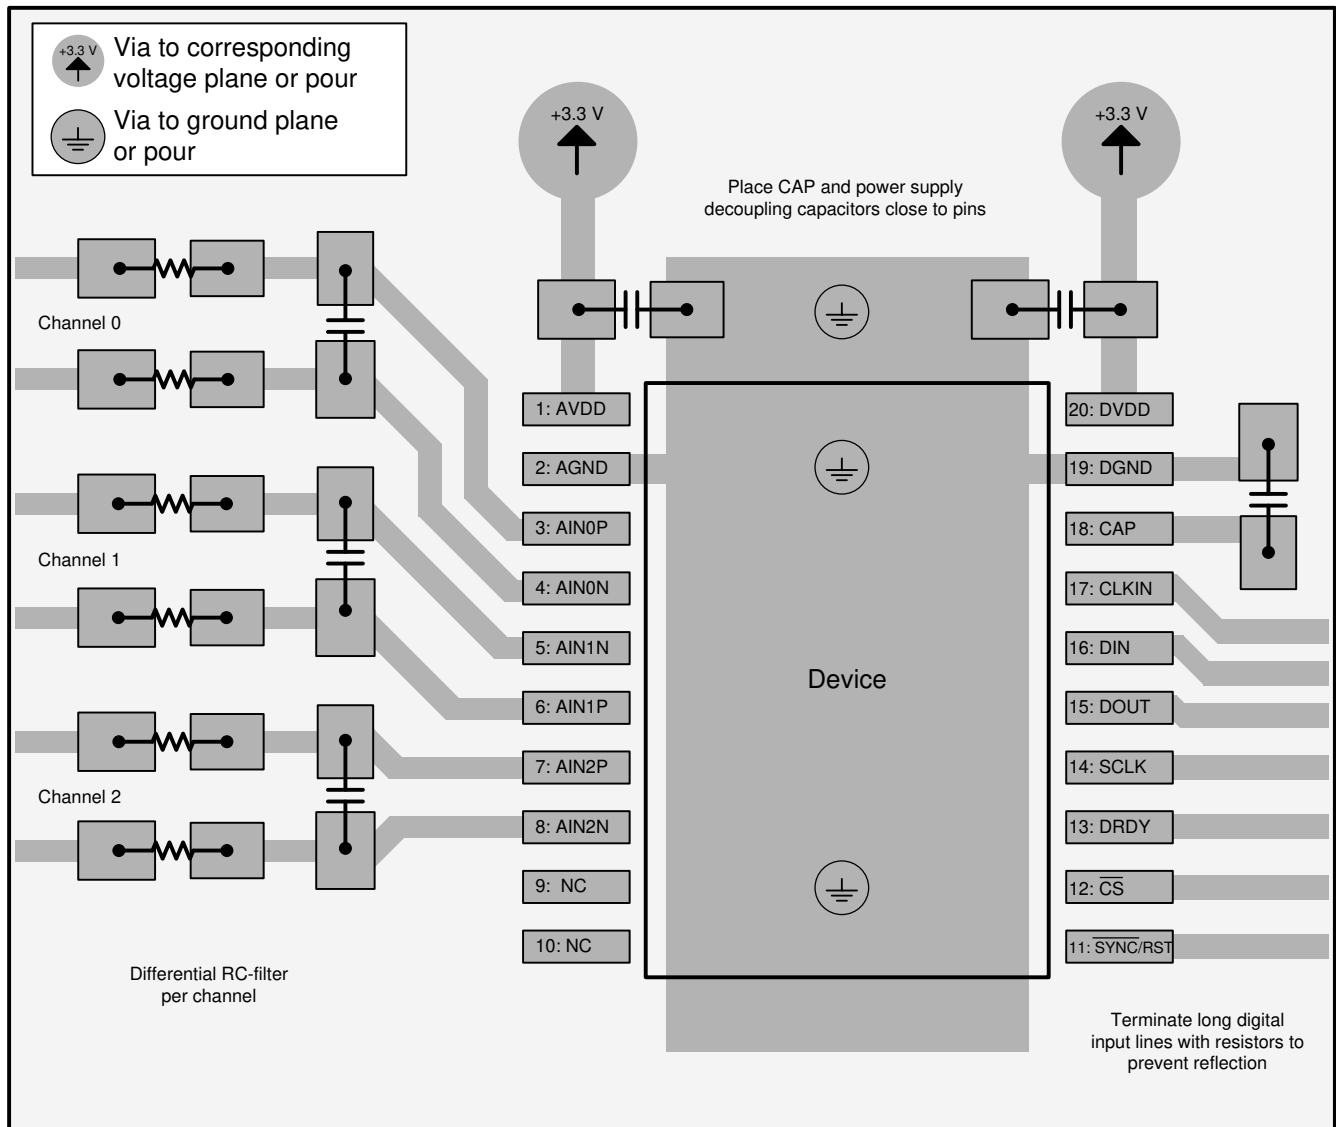 +3.3 V
Via to corresponding
voltage plane or pour
Via to ground plane
or pour
+3.3 V
+3.3 V
Place CAP and power supply
decoupling capacitors close to pins
Channel 0
Channel 1
Channel 2
Differential RC-filter
per channel
1: AVDD
2: AGND
3: AIN0P
4: AIN0N
5: AIN1N
6: AIN1P
7: AIN2P
8: AIN2N
9: NC
10: NC
Device
20: DVDD
19: DGND
18: CAP
17: CLKIN
16: DIN
15: DOUT
14: SCLK
13: DRDY
12: C̅S̅
11: S̅Y̅N̅C̅/RST
Terminate long digital
input lines with resistors to
prevent reflection